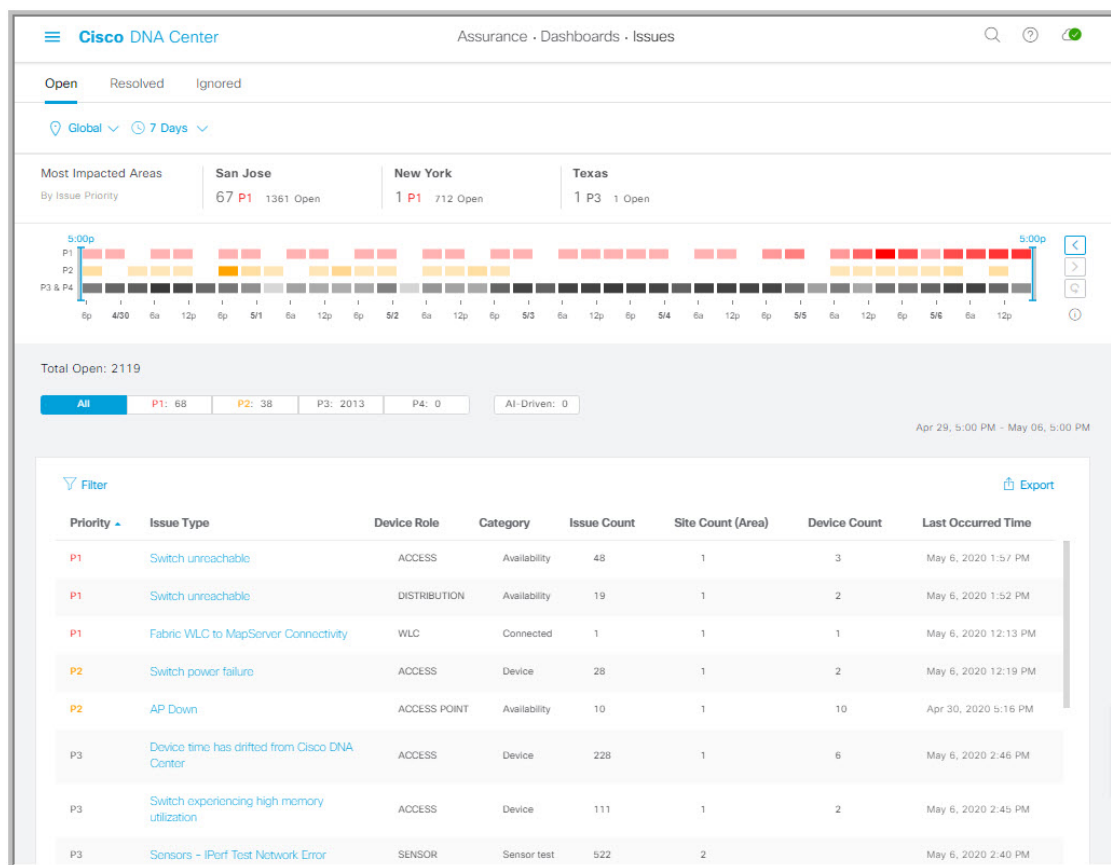 Cisco DNA Center
Assurance · Dashboards · Issues
Open Resolved Ignored
Global 7 Days
Most Impacted Areas San Jose New York Texas
By Issue Priority 67 P1 1361 Open 1 P1 712 Open 1 P3 1 Open
5:00p 5:00p
P1
P2
P3 & P4
6p 4/30 6a 12p 6p 5/1 6a 12p 6p 5/2 6a 12p 6p 5/3 6a 12p 6p 5/4 6a 12p 6p 5/5 6a 12p 6p 5/6 6a 12p
Total Open: 2119
All P1: 68 P2: 38 P3: 2013 P4: 0 AI-Driven: 0
Apr 29, 5:00 PM - May 06, 5:00 PM
Filter Export
Priority Issue Type Device Role Category Issue Count Site Count (Area) Device Count Last Occurred Time
P1 Switch unreachable ACCESS Availability 48 1 3 May 6, 2020 1:57 PM
P1 Switch unreachable DISTRIBUTION Availability 19 1 2 May 6, 2020 1:52 PM
P1 Fabric WLC to MapServer Connectivity WLC Connected 1 1 1 May 6, 2020 12:13 PM
P2 Switch power failure ACCESS Device 28 1 2 May 6, 2020 12:19 PM
P2 AP Down ACCESS POINT Availability 10 1 10 Apr 30, 2020 5:16 PM
P3 Device time has drifted from Cisco DNA
Center ACCESS Device 228 1 6 May 6, 2020 2:46 PM
P3 Switch experiencing high memory
utilization ACCESS Device 111 1 2 May 6, 2020 2:45 PM
P3 Sensors - IPerf Test Network Error SENSOR Sensor test 522 2 May 6, 2020 2:40 PM